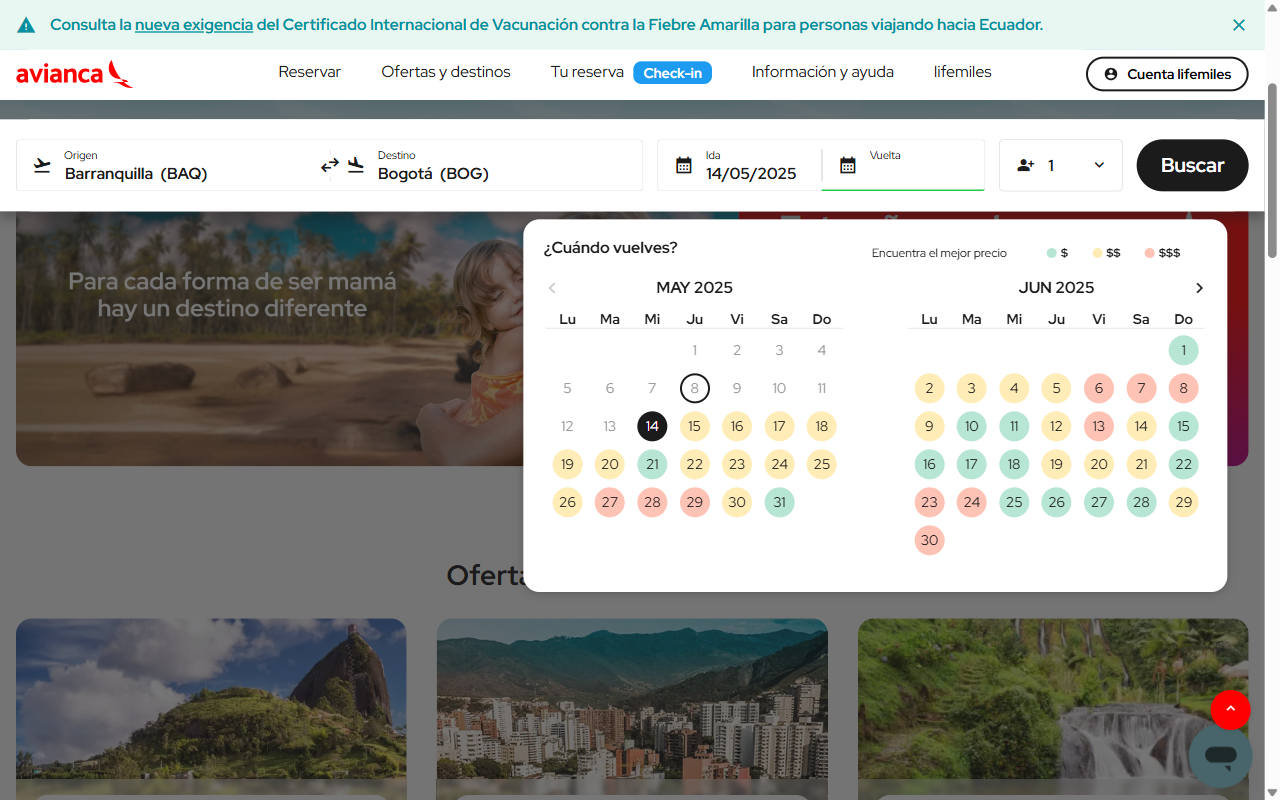 Consulta la nueva exigencia del Certificado Internacional de Vacunación contra la Fiebre Amarilla para personas viajando hacia Ecuador.
avianca
Reservar
Ofertas y destinos
Tu reserva
Check-in
Información y ayuda
lifemiles
Cuenta lifemiles
Origen
Barranquilla (BAQ)
Destino
Bogotá (BOG)
Ida
14/05/2025
Vuelta
1
Buscar
Para cada forma de ser mamá
hay un destino diferente
¿Cuándo vuelves?
Encuentra el mejor precio
$
$$
$$$
MAY 2025
Lu Ma Mi Ju Vi Sa Do
1 2 3 4
5 6 7 8 9 10 11
12 13 14 15 16 17 18
19 20 21 22 23 24 25
26 27 28 29 30 31
JUN 2025
Lu Ma Mi Ju Vi Sa Do
1
2 3 4 5 6 7 8
9 10 11 12 13 14 15
16 17 18 19 20 21 22
23 24 25 26 27 28 29
30